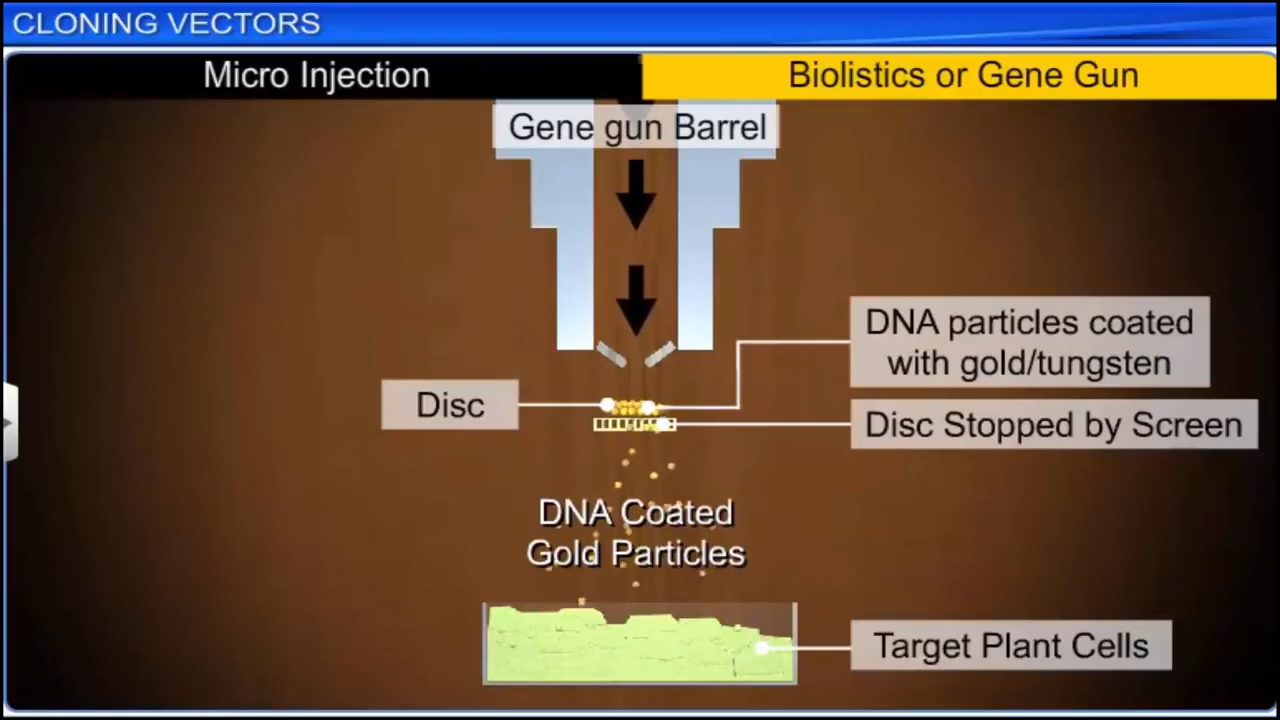 CLONING VECTORS
Micro Injection
Biolistics or Gene Gun
Gene gun Barrel
DNA particles coated
with gold/tungsten
Disc
Disc Stopped by Screen
DNA Coated
Gold Particles
Target Plant Cells